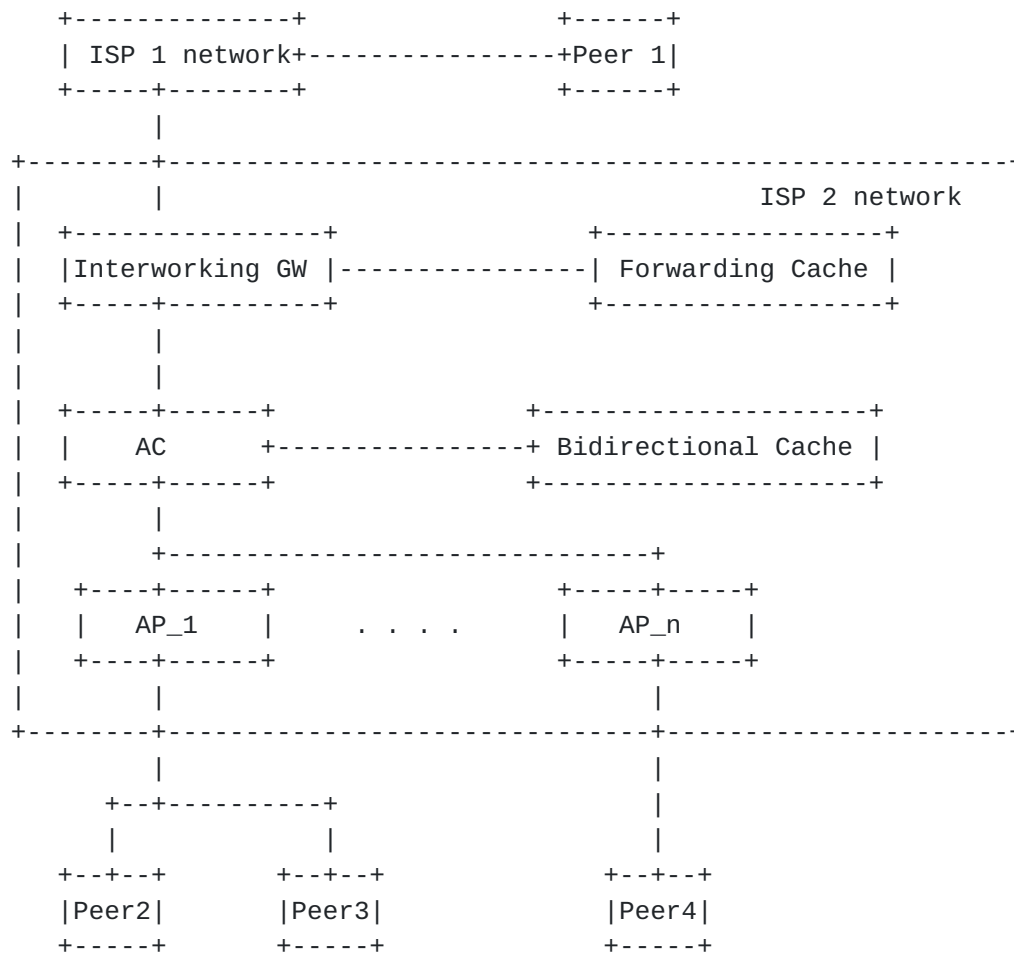 ISP 1 network
Peer 1
ISP 2 network
Interworking GW
Forwarding Cache
AC
Bidirectional Cache
AP_1
. . . .
AP_n
Peer2
Peer3
Peer4